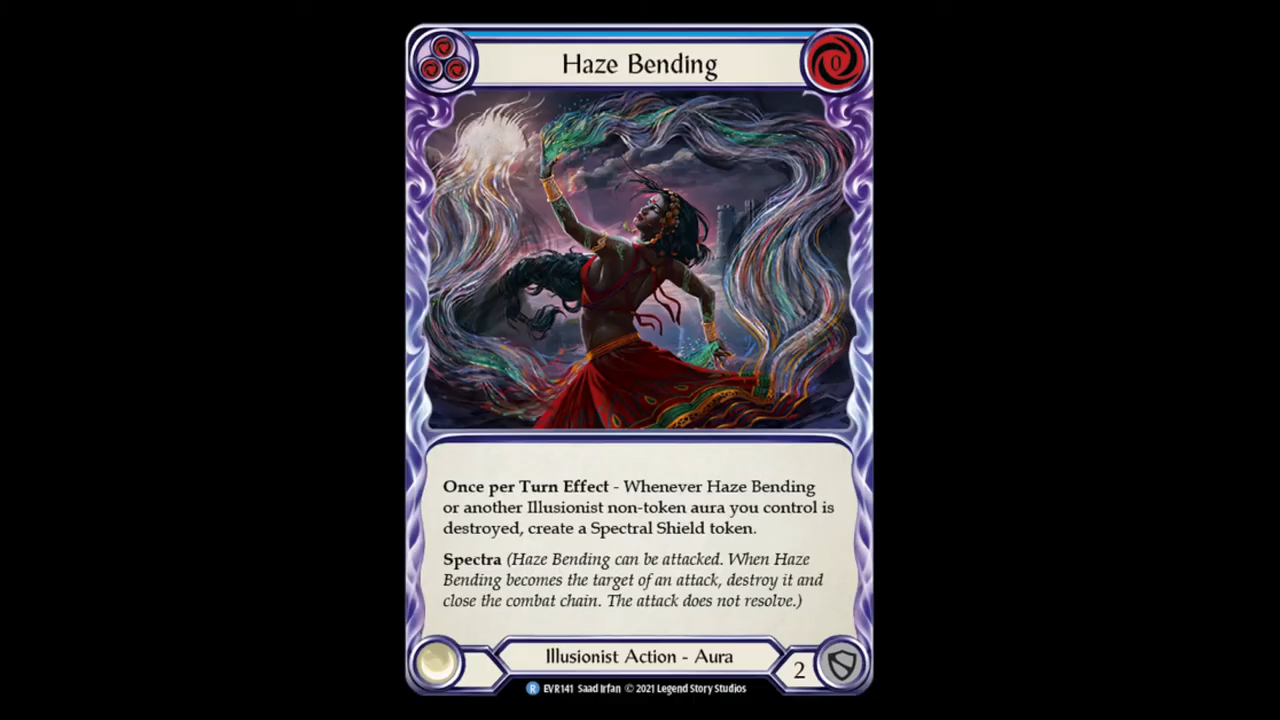 Haze Bending
0
Once per Turn Effect - Whenever Haze Bending
or another Illusionist non-token aura you control is
destroyed, create a Spectral Shield token.
Spectra (Haze Bending can be attacked. When Haze
Bending becomes the target of an attack, destroy it and
close the combat chain. The attack does not resolve.)
Illusionist Action - Aura
2
R EVR141 Saad Irfan © 2021 Legend Story Studios